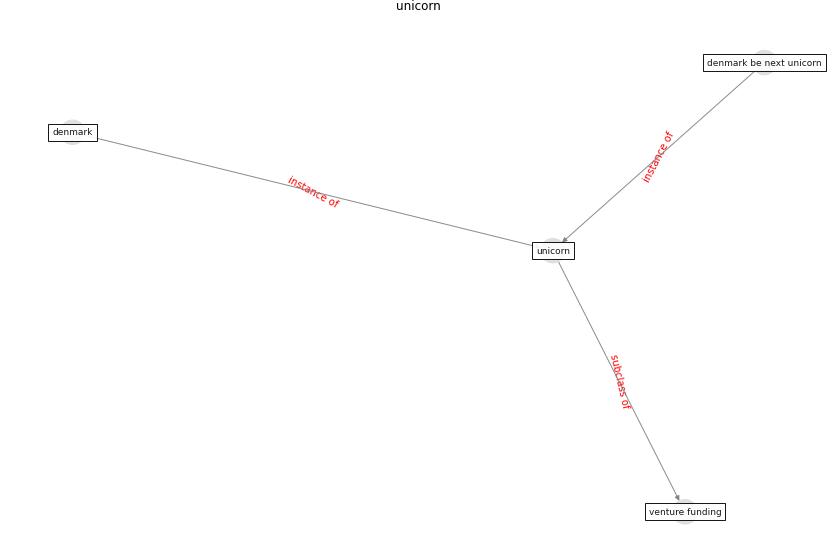 unicorn
denmark be next unicorn
denmark
instance of
instance of
unicorn
subclass of
venture funding